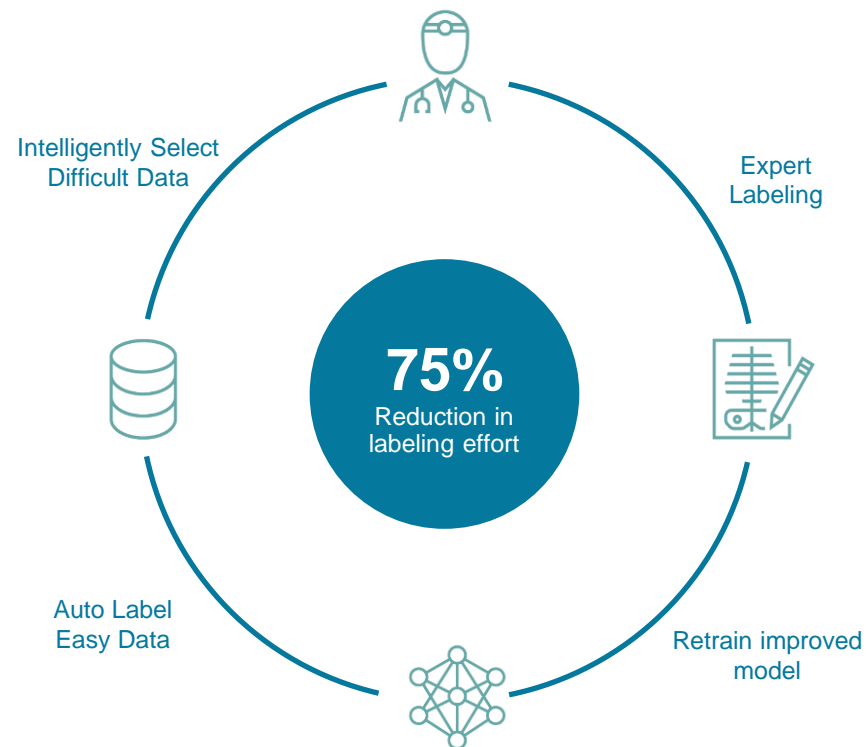 Intelligently Select
Difficult Data
Expert
Labeling
75%
Reduction in
labeling effort
Auto Label
Easy Data
Retrain improved
model